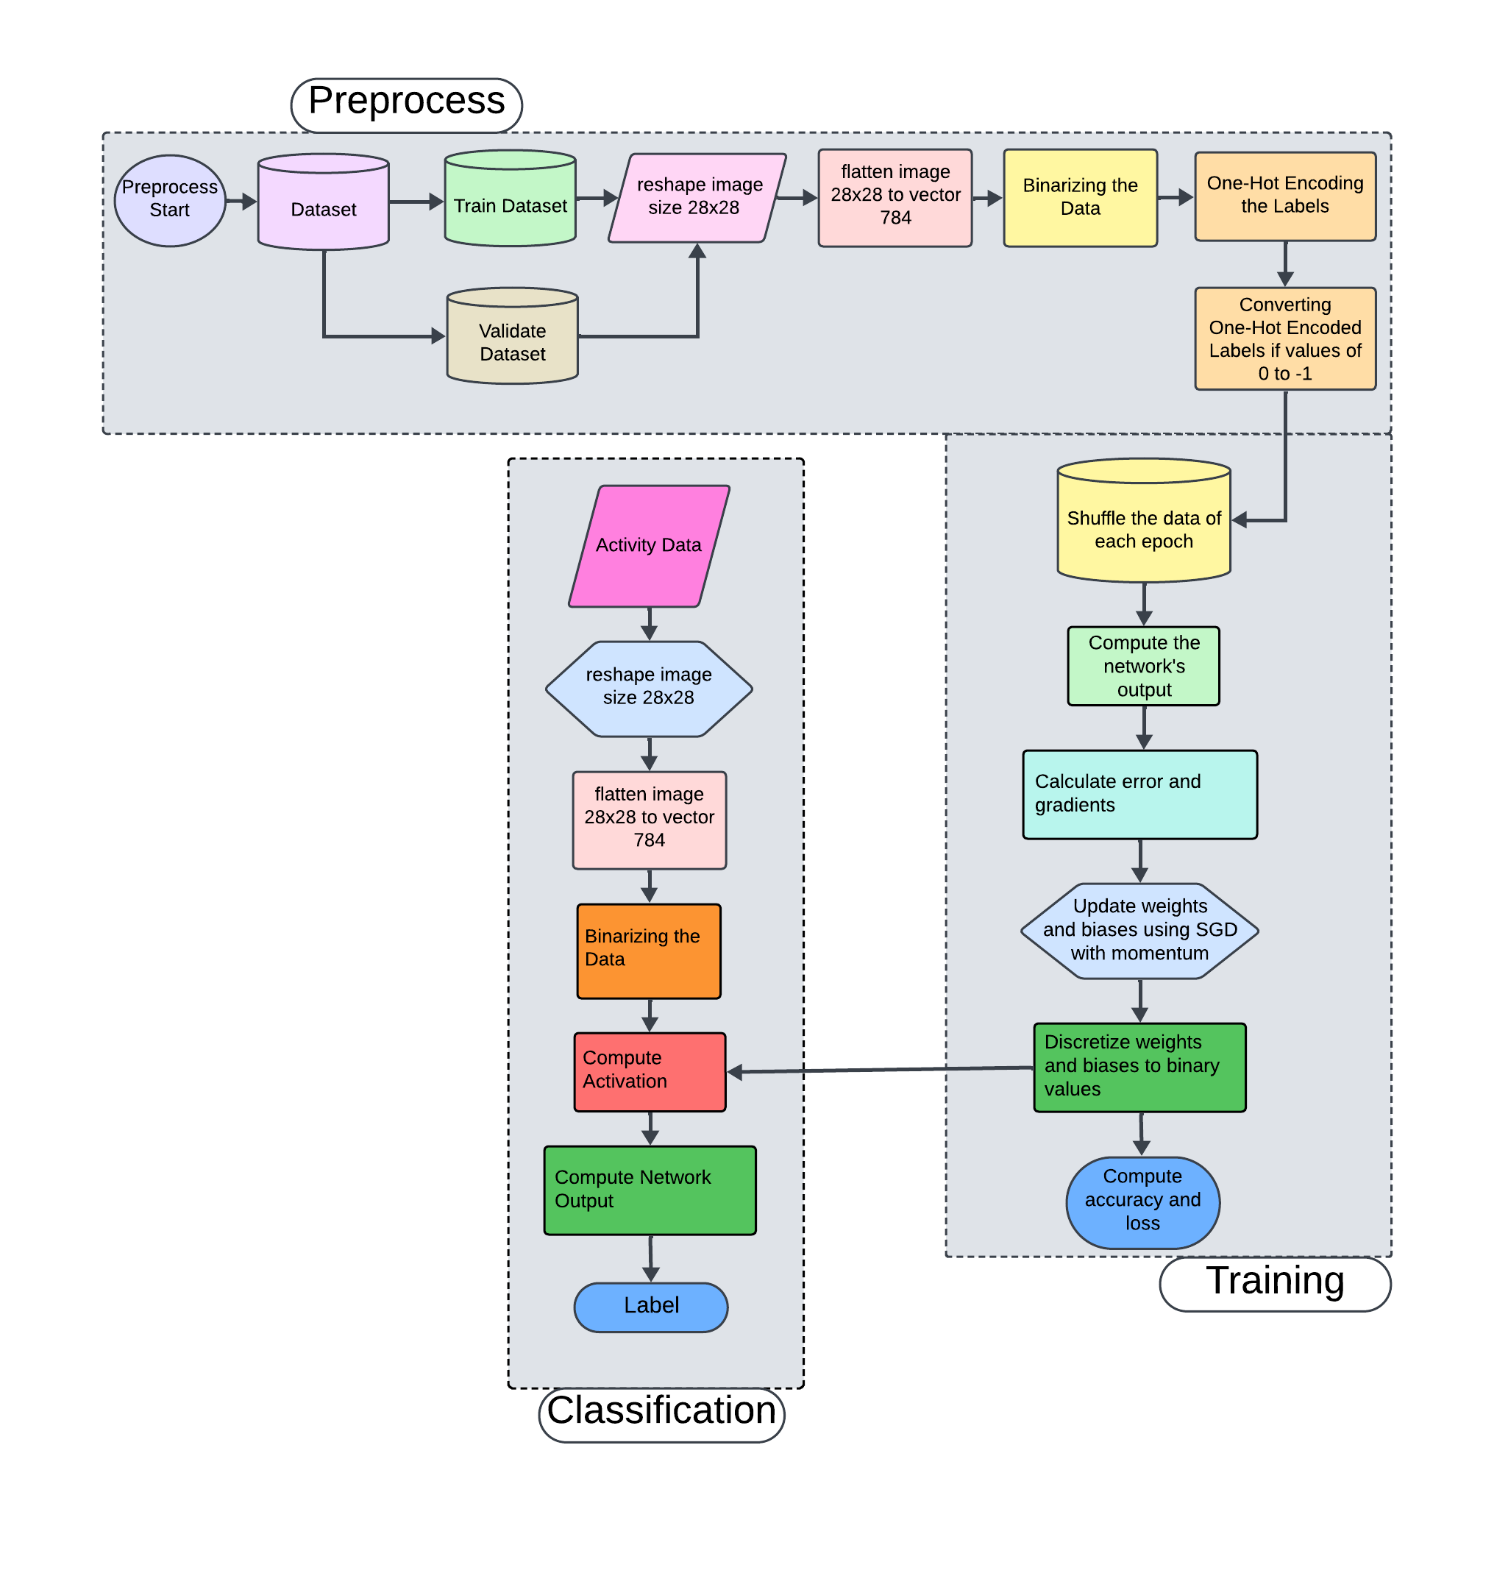 Preprocess
Preprocess
Start
Dataset
Train Dataset
reshape image
size 28x28
flatten image
28x28 to vector
784
Binarizing the
Data
One-Hot Encoding
the Labels
Validate
Dataset
Converting
One-Hot Encoded
Labels if values of
0 to -1
Shuffle the data of
each epoch
Compute the
network's
output
Calculate error and
gradients
Update weights
and biases using SGD
with momentum
Discretize weights
and biases to binary
values
Compute
accuracy and
loss
Training
Activity Data
reshape image
size 28x28
flatten image
28x28 to vector
784
Binarizing the
Data
Compute
Activation
Compute Network
Output
Label
Classification